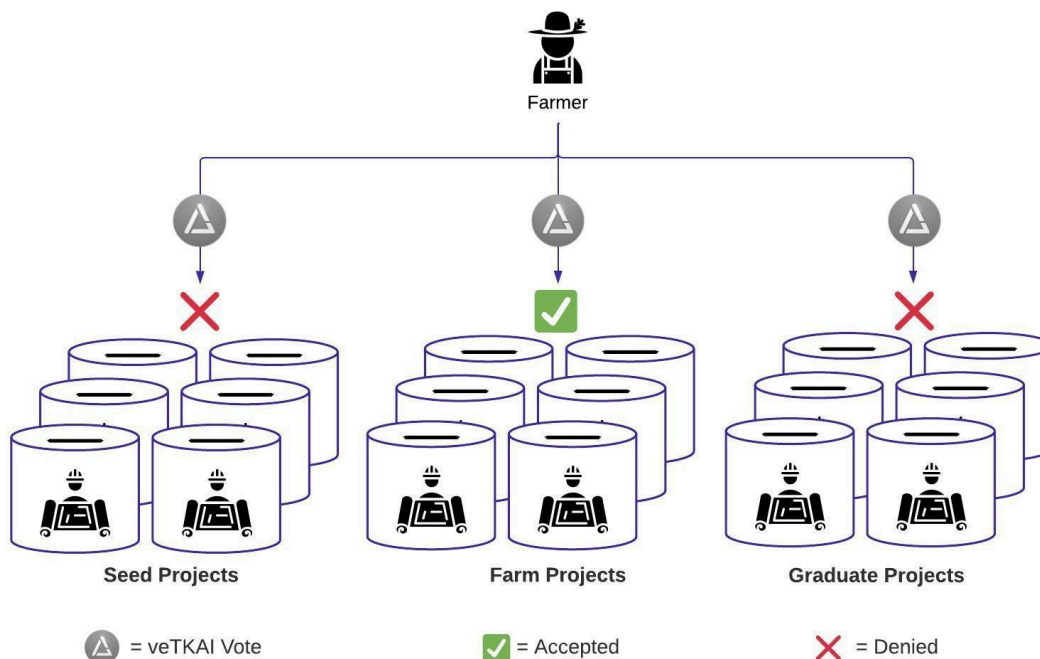 Farmer
Seed Projects
Farm Projects
Graduate Projects
= veTKAI Vote
= Accepted
= Denied